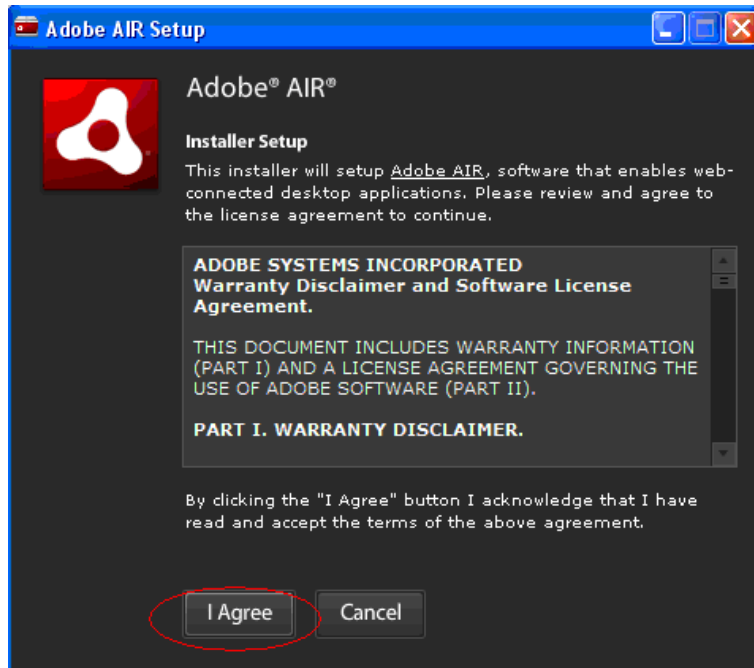 Adobe AIR Setup
Adobe® AIR®
Installer Setup
This installer will setup Adobe AIR, software that enables web-
connected desktop applications. Please review and agree to
the license agreement to continue.
ADOBE SYSTEMS INCORPORATED
Warranty Disclaimer and Software License
Agreement.
THIS DOCUMENT INCLUDES WARRANTY INFORMATION
(PART I) AND A LICENSE AGREEMENT GOVERNING THE
USE OF ADOBE SOFTWARE (PART II).
PART I. WARRANTY DISCLAIMER.
By clicking the "I Agree" button I acknowledge that I have
read and accept the terms of the above agreement.
I Agree Cancel